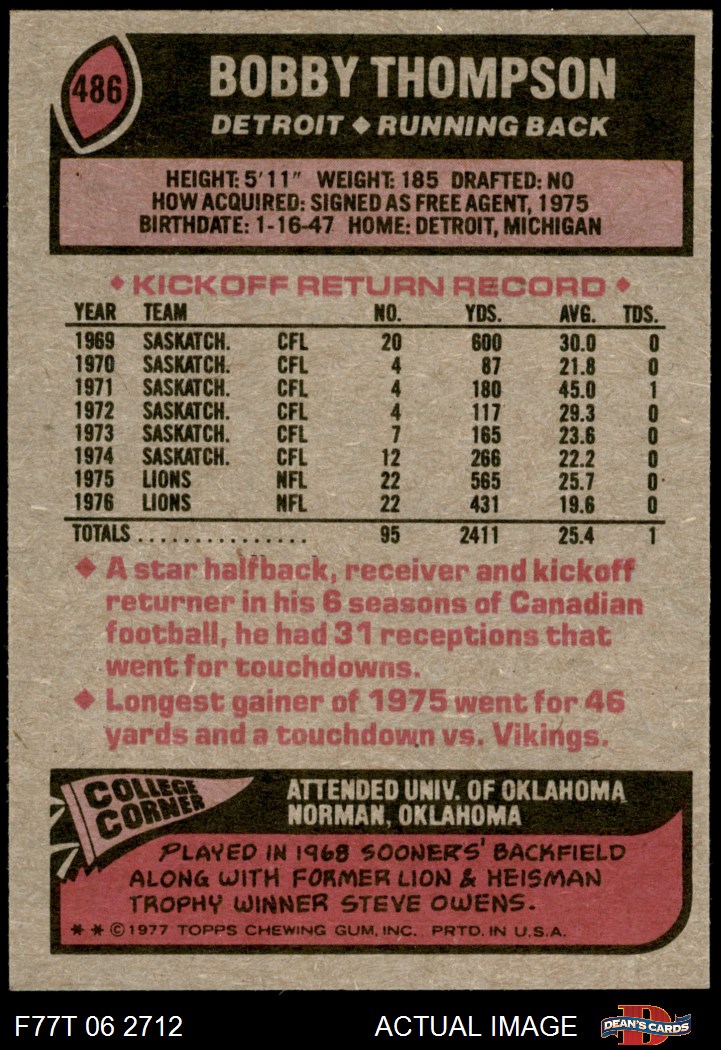 486
BOBBY THOMPSON
DETROIT ◆ RUNNING BACK
HEIGHT: 5'11" WEIGHT: 185 DRAFTED: NO
HOW ACQUIRED: SIGNED AS FREE AGENT, 1975
BIRTHDATE: 1-16-47 HOME: DETROIT, MICHIGAN
◆ KICKOFF RETURN RECORD ◆
YEAR TEAM NO. YDS. AVG. TDS.
1969 SASKATCH. CFL 20 600 30.0 0
1970 SASKATCH. CFL 4 87 21.8 0
1971 SASKATCH. CFL 4 180 45.0 1
1972 SASKATCH. CFL 4 117 29.3 0
1973 SASKATCH. CFL 7 165 23.6 0
1974 SASKATCH. CFL 12 266 22.2 0
1975 LIONS NFL 22 565 25.7 0
1976 LIONS NFL 22 431 19.6 0
TOTALS ................ 95 2411 25.4 1
◆ A star halfback, receiver and kickoff
returner in his 6 seasons of Canadian
football, he had 31 receptions that
went for touchdowns.
◆ Longest gainer of 1975 went for 46
yards and a touchdown vs. Vikings.
COLLEGE
CORNER
ATTENDED UNIV. OF OKLAHOMA
NORMAN, OKLAHOMA
PLAYED IN 1968 SOONERS' BACKFIELD
ALONG WITH FORMER LION & HEISMAN
TROPHY WINNER STEVE OWENS.
* * © 1977 TOPPS CHEWING GUM, INC. PRTD. IN U.S.A.
F77T 06 2712 ACTUAL IMAGE
D
DEAN'S CARDS